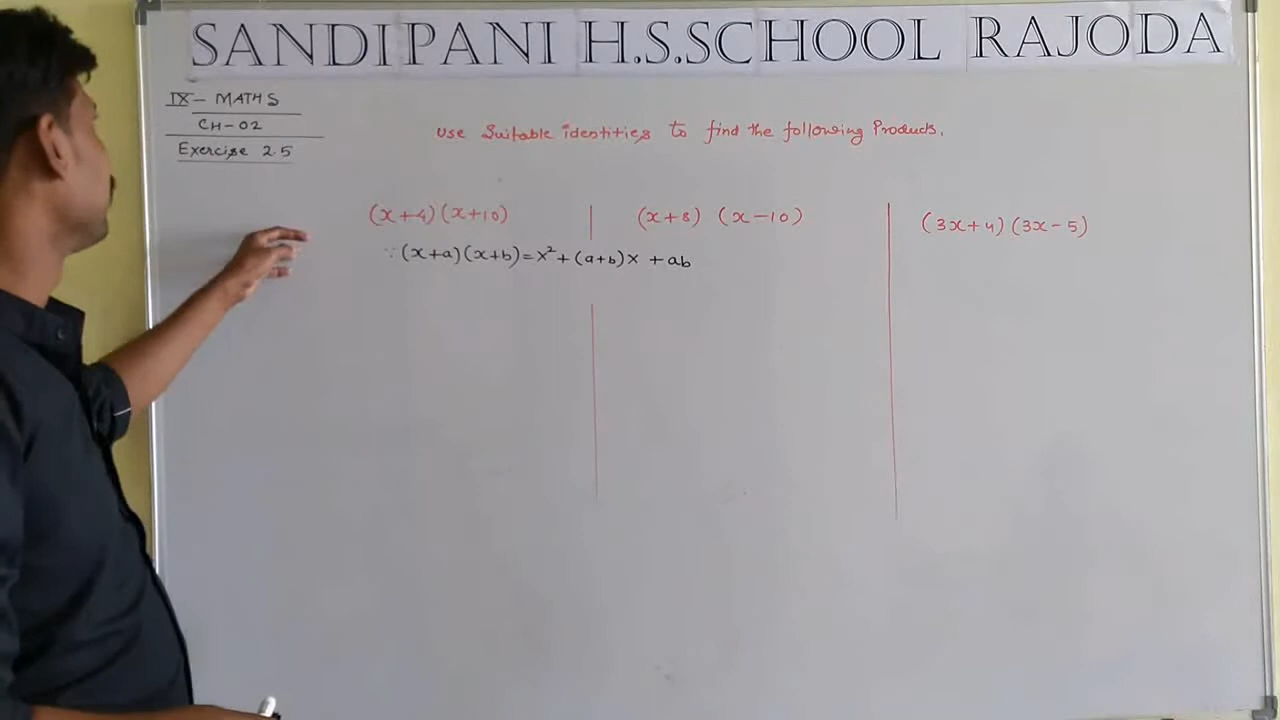 SANDIPANI H.S.SCHOOL RAJODA
IX - MATHS
CH-02
Exercise 2.5
Use Suitable identities to find the following Products.
(x+4)(x+10)
(x+8) (x-10)
(3x+4)(3x-5)
∵(x+a)(x+b)=x²+(a+b)x +ab